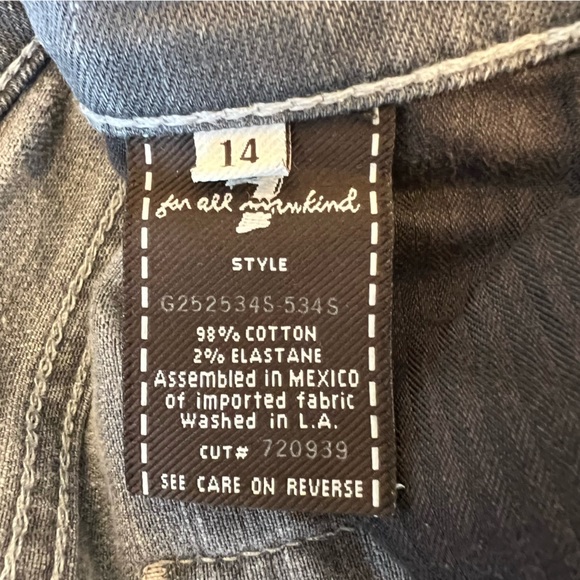 14
7
for all mankind
STYLE
G252534S-534S
98% COTTON
2% ELASTANE
Assembled in MEXICO
of imported fabric
Washed in L.A.
CUT# 720939
SEE CARE ON REVERSE